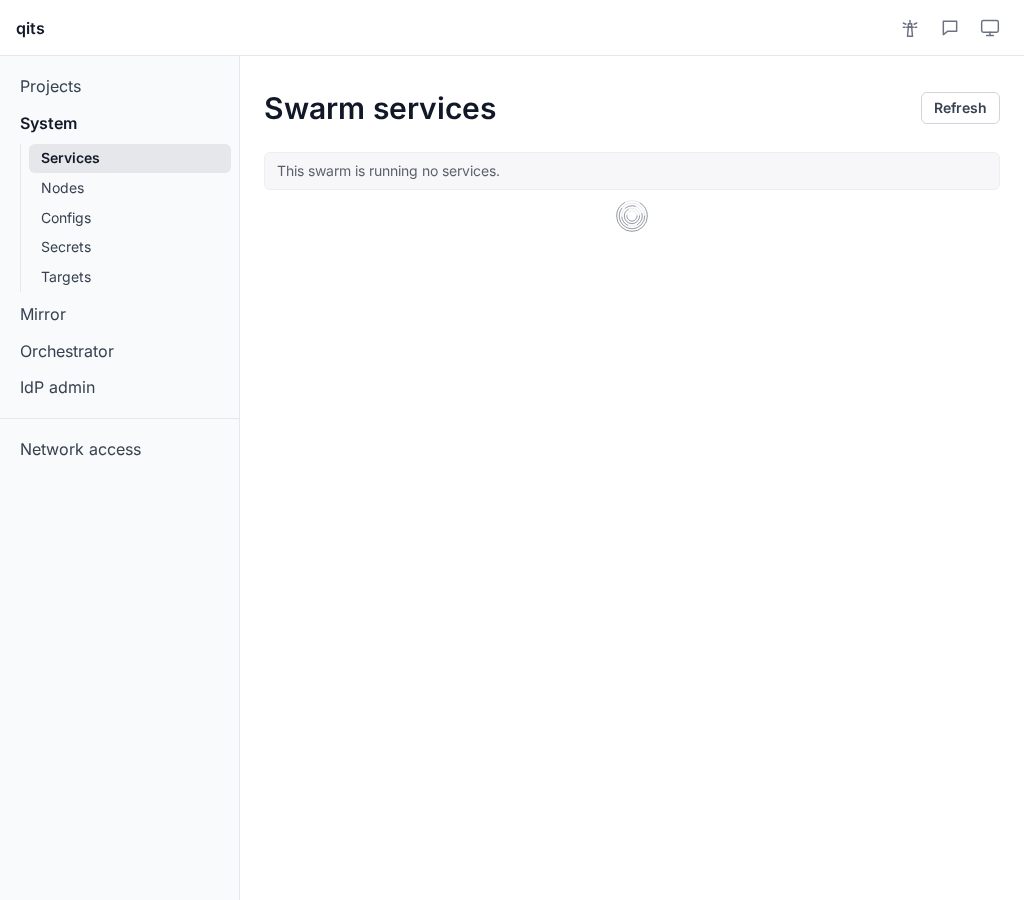 qits
Projects
System
Services
Nodes
Configs
Secrets
Targets
Mirror
Orchestrator
IdP admin
Network access
Swarm services
Refresh
This swarm is running no services.